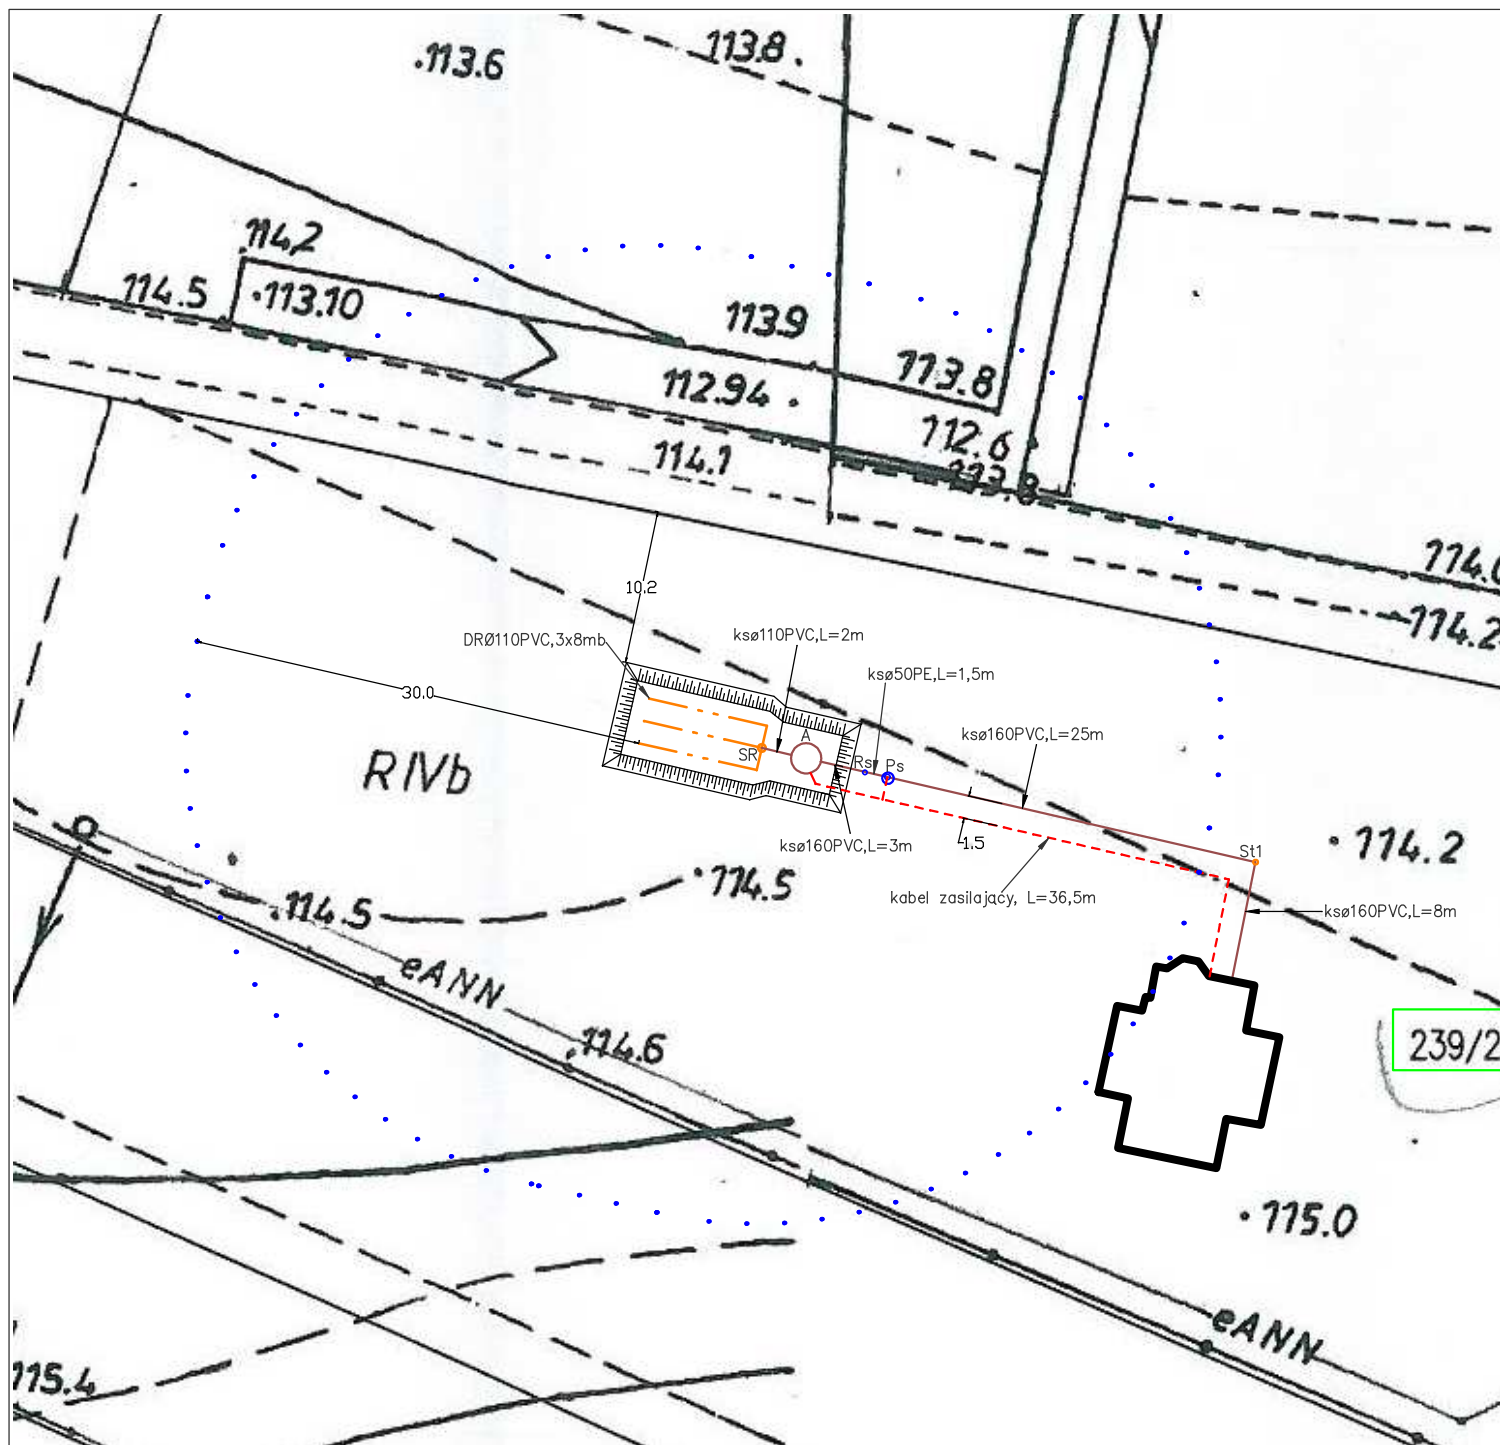 .113.6
113.8.
114.2
114.5
.113.10
113.9
113.8
112.94 .
112.6
113.8
114.1
114.2
10.2
DRØ110PVC,3x8mb
ksø110PVC,L=2m
ksø50PE,L=1,5m
30.0
ksø160PVC,L=25m
A
SR
Rs
Ps
RIVb
1.5
ksø160PVC,L=3m
St1
.114.2
.114.5
kabel zasilający, L=36,5m
ksø160PVC,L=8m
.114.5
eANN
239/2
.114.6
.115.0
eANN
115.4